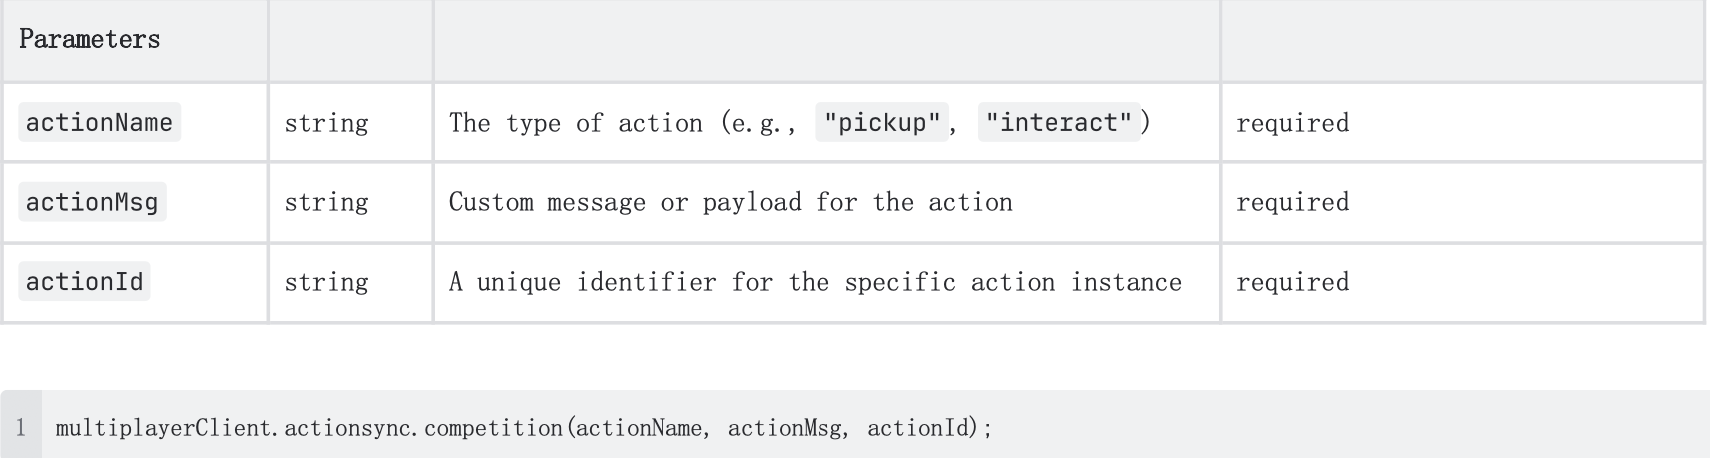 Parameters
actionName string The type of action (e.g., "pickup", "interact") required
actionMsg string Custom message or payload for the action required
actionId string A unique identifier for the specific action instance required
1 multiplayerClient.actionsync.competition(actionName, actionMsg, actionId);